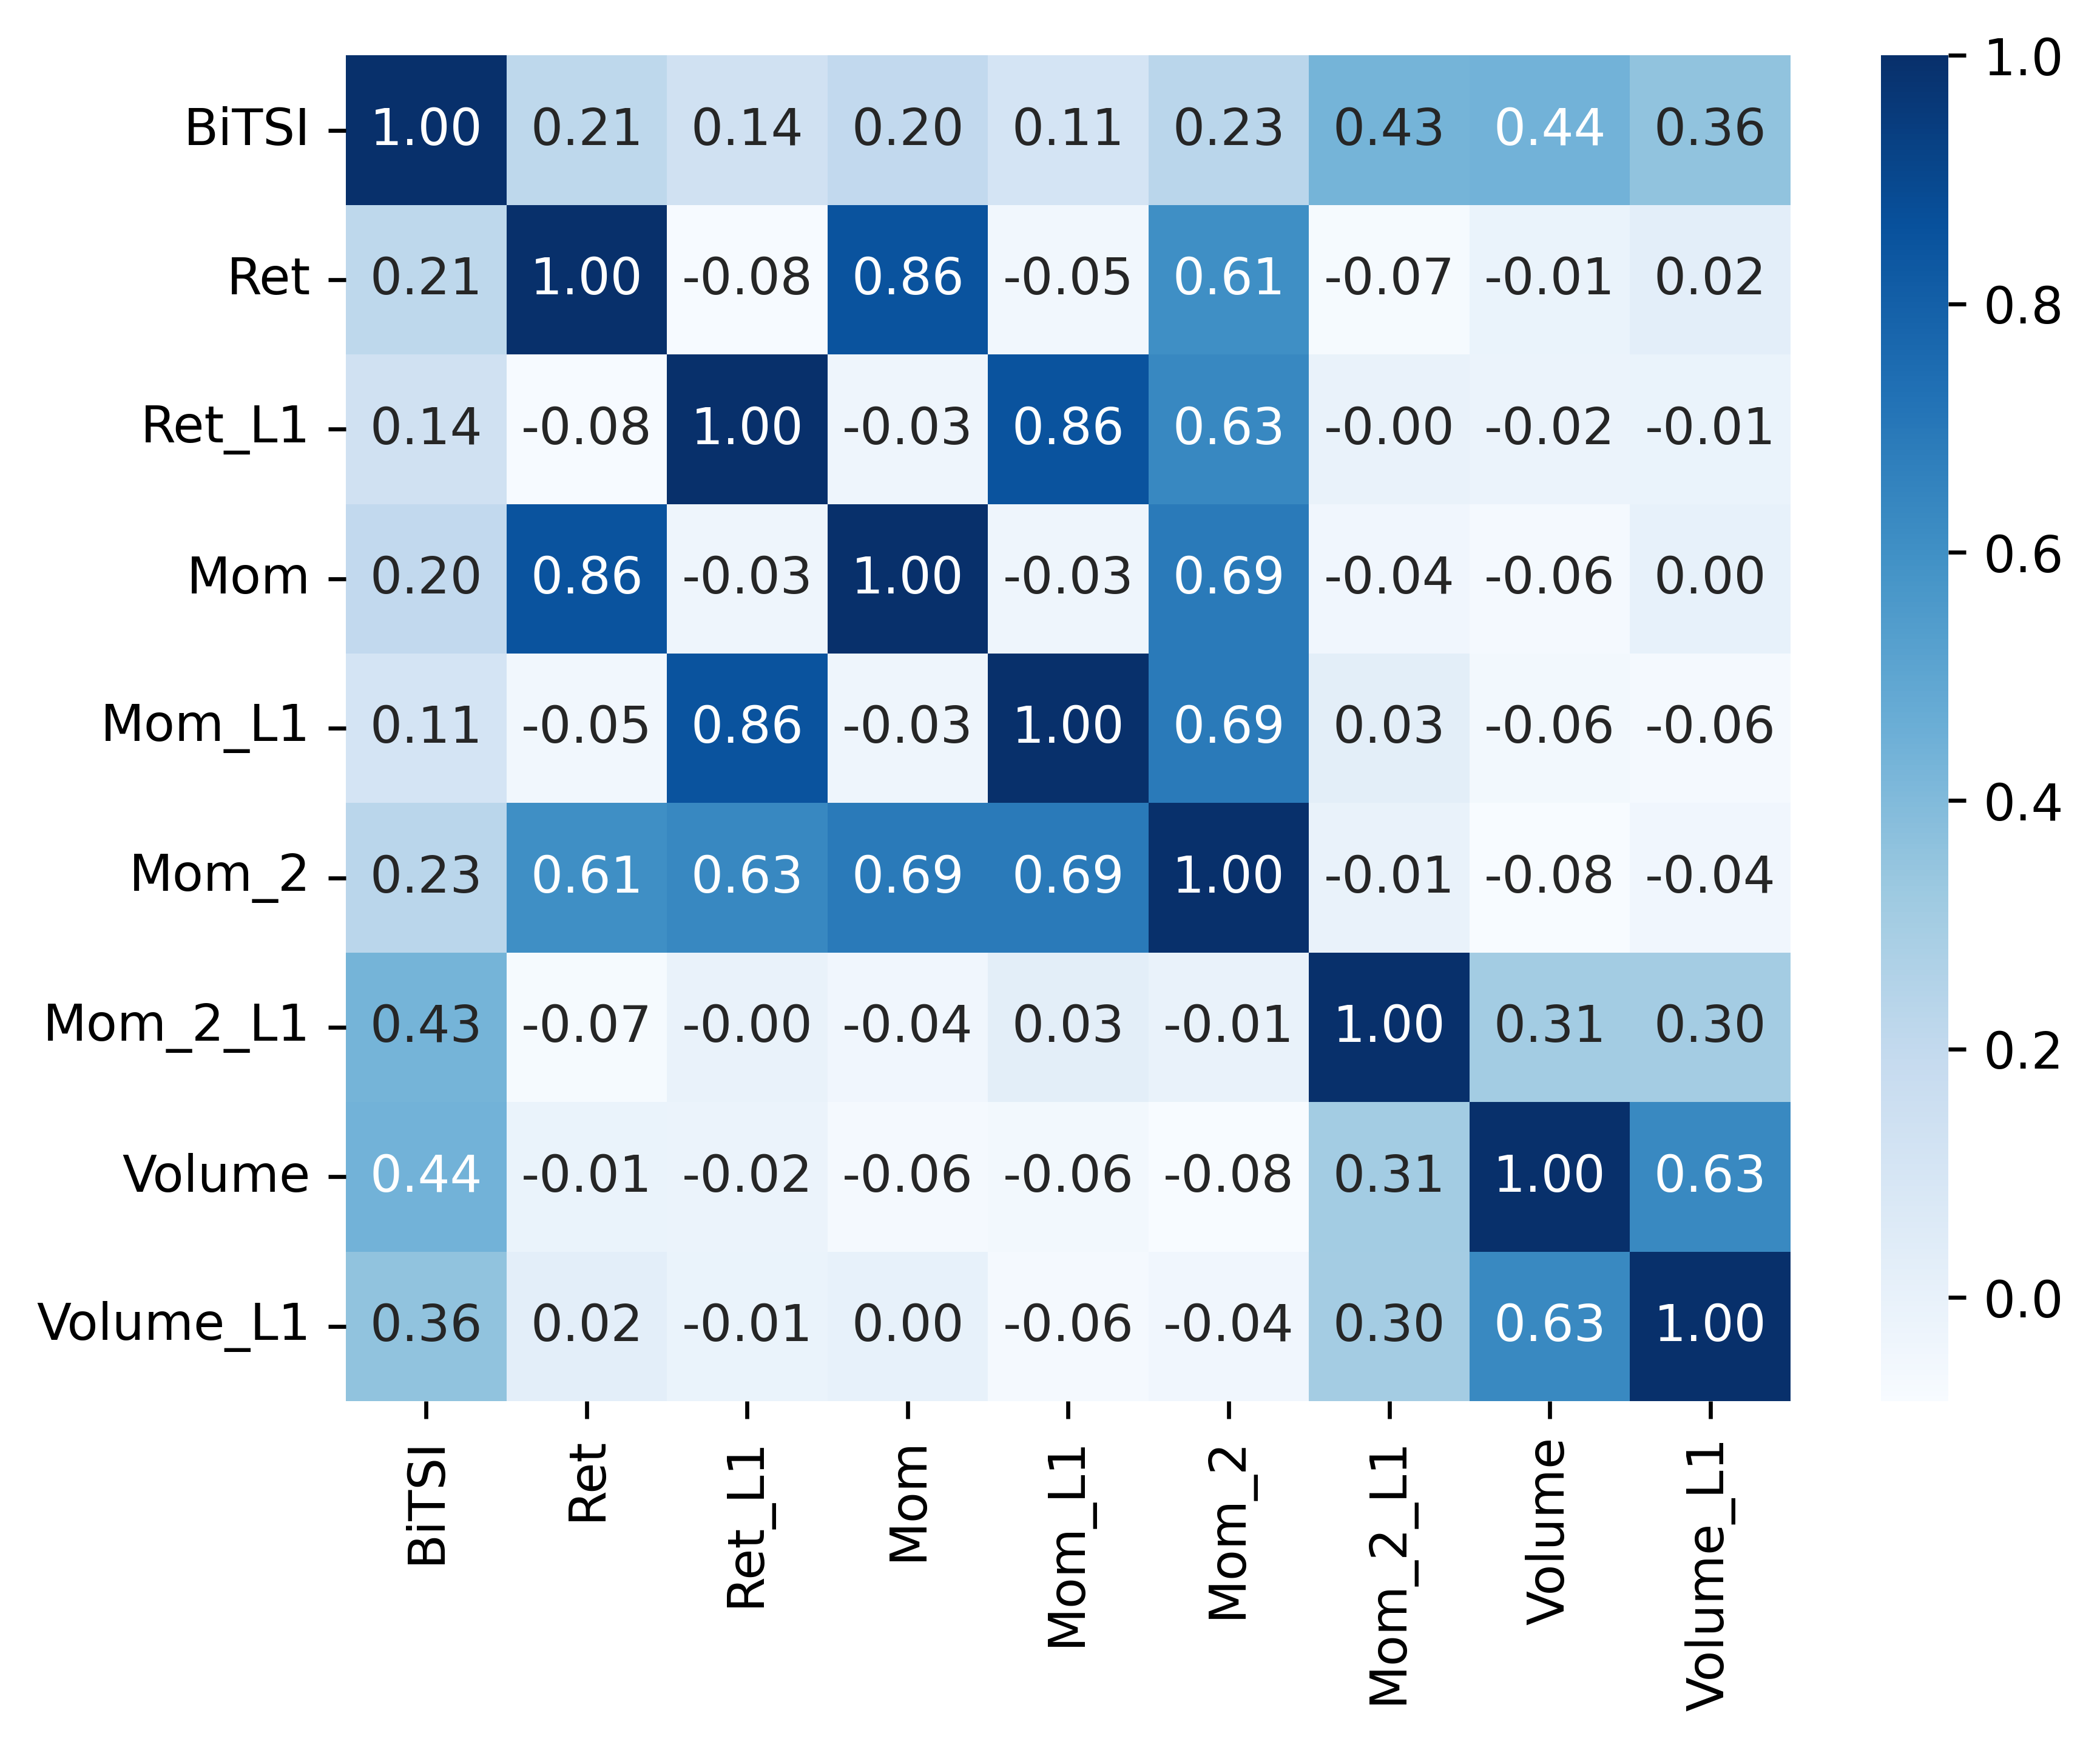 BiTSI 1.00 0.21 0.14 0.20 0.11 0.23 0.43 0.44 0.36
Ret 0.21 1.00 -0.08 0.86 -0.05 0.61 -0.07 -0.01 0.02
Ret_L1 0.14 -0.08 1.00 -0.03 0.86 0.63 -0.00 -0.02 -0.01
Mom 0.20 0.86 -0.03 1.00 -0.03 0.69 -0.04 -0.06 0.00
Mom_L1 0.11 -0.05 0.86 -0.03 1.00 0.69 0.03 -0.06 -0.06
Mom_2 0.23 0.61 0.63 0.69 0.69 1.00 -0.01 -0.08 -0.04
Mom_2_L1 0.43 -0.07 -0.00 -0.04 0.03 -0.01 1.00 0.31 0.30
Volume 0.44 -0.01 -0.02 -0.06 -0.06 -0.08 0.31 1.00 0.63
Volume_L1 0.36 0.02 -0.01 0.00 -0.06 -0.04 0.30 0.63 1.00
BiTSI
Ret
Ret_L1
Mom
Mom_L1
Mom_2
Mom_2_L1
Volume
Volume_L1
1.0
0.8
0.6
0.4
0.2
0.0